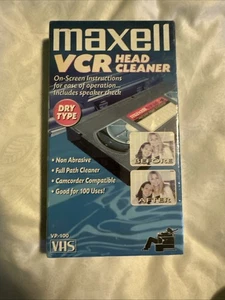 maxell
VCR HEAD
CLEANER
On-Screen Instructions
for ease of operation...
Includes speaker check
DRY
TYPE
BEFORE
• Non Abrasive
• Full Path Cleaner
• Camcorder Compatible
• Good for 100 Uses!
AFTER
VP-100
VHS